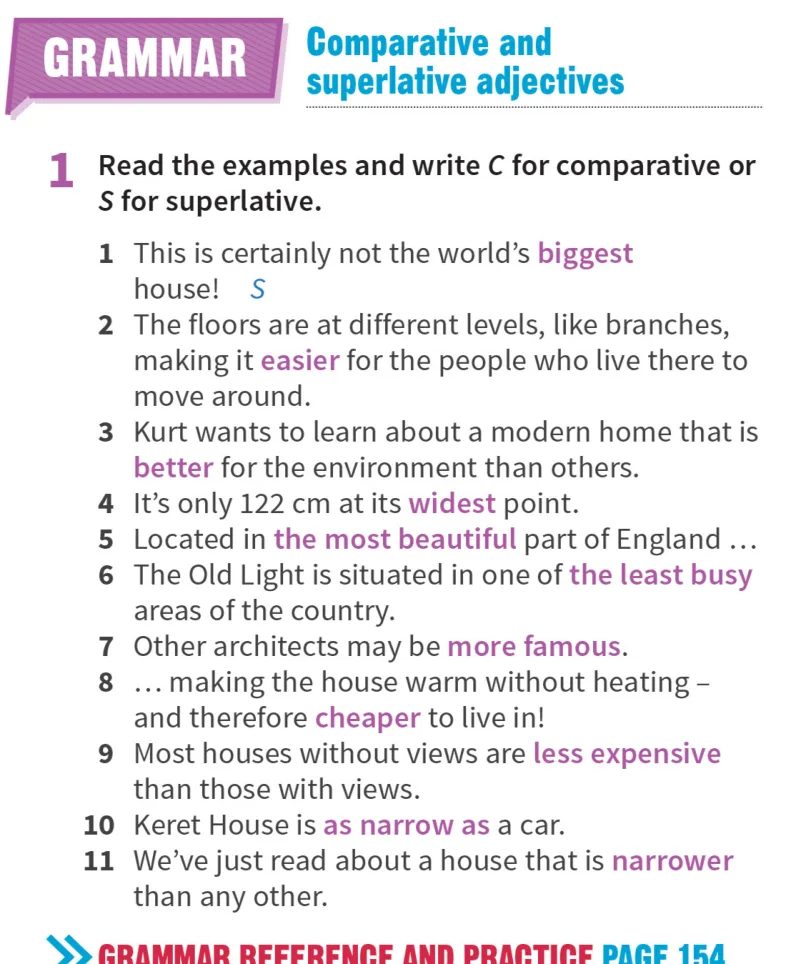 GRAMMAR
Comparative and
superlative adjectives
1 Read the examples and write C for comparative or
S for superlative.
1 This is certainly not the world’s biggest
house! S
2 The floors are at different levels, like branches,
making it easier for the people who live there to
move around.
3 Kurt wants to learn about a modern home that is
better for the environment than others.
4 It’s only 122 cm at its widest point.
5 Located in the most beautiful part of England …
6 The Old Light is situated in one of the least busy
areas of the country.
7 Other architects may be more famous.
8 … making the house warm without heating –
and therefore cheaper to live in!
9 Most houses without views are less expensive
than those with views.
10 Keret House is as narrow as a car.
11 We’ve just read about a house that is narrower
than any other.
GRAMMAR REFERENCE AND PRACTICE PAGE 154